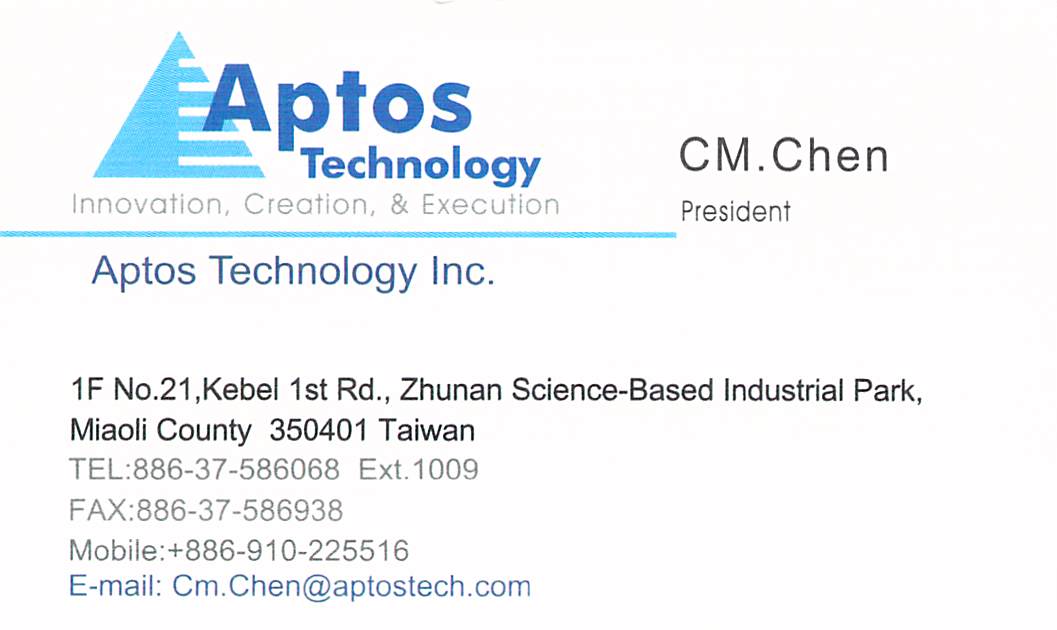 Aptos
Technology
Innovation, Creation, & Execution
CM.Chen
President
Aptos Technology Inc.
1F No.21,Kebel 1st Rd., Zhunan Science-Based Industrial Park,
Miaoli County 350401 Taiwan
TEL:886-37-586068 Ext.1009
FAX:886-37-586938
Mobile:+886-910-225516
E-mail: Cm.Chen@aptostech.com